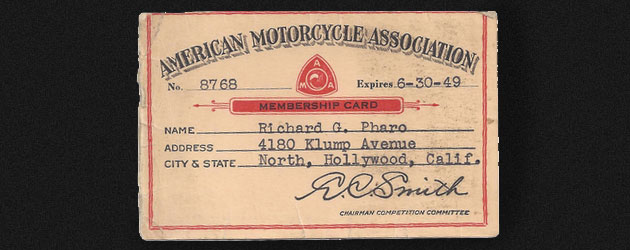 AMERICAN MOTORCYCLE ASSOCIATION
No. 8768 A M A Expires 6-30-49
MEMBERSHIP CARD
NAME Richard G. Pharo
ADDRESS 4180 Klump Avenue
CITY & STATE North, Hollywood, Calif.
E.C. Smith
CHAIRMAN COMPETITION COMMITTEE